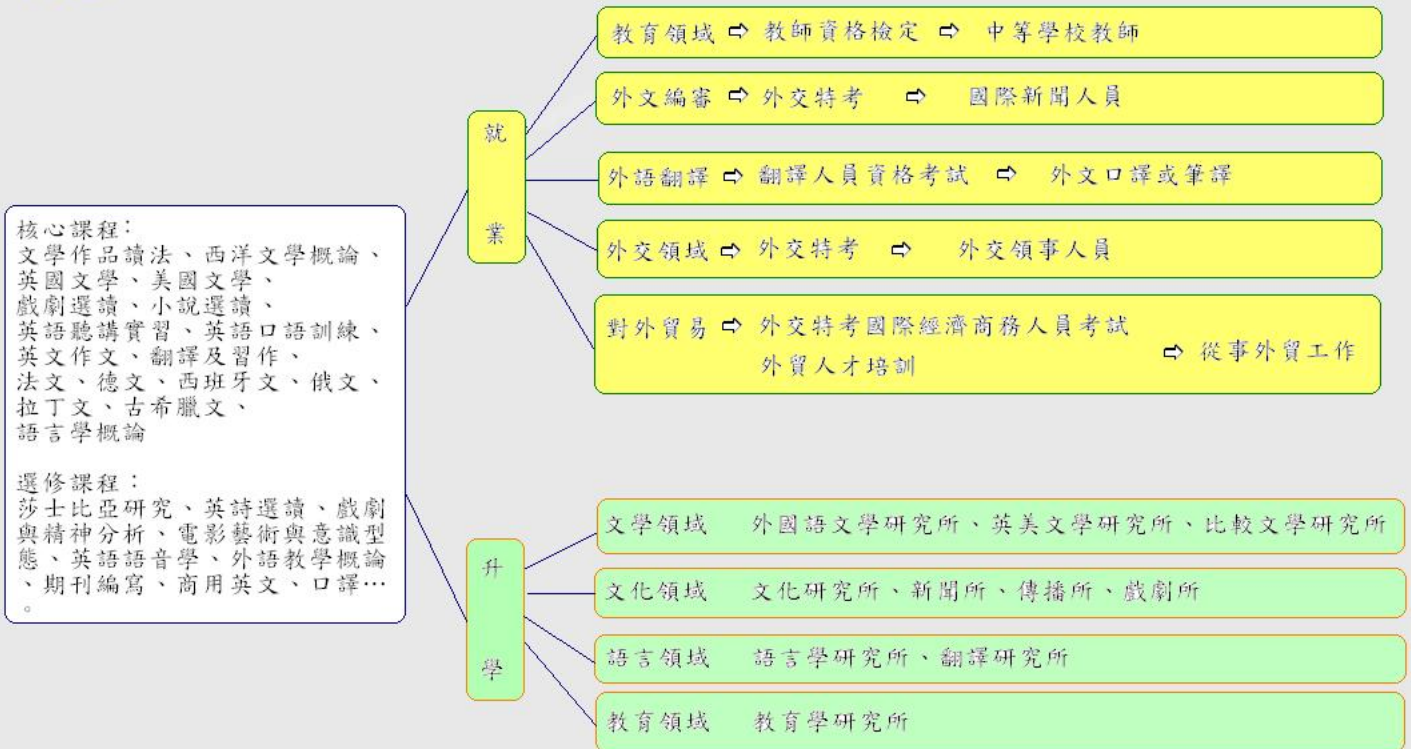 核心課程：
文學作品讀法、西洋文學概論、
英國文學、美國文學、
戲劇選讀、小說選讀、
英語聽講實習、英語口語訓練、
英文作文、翻譯及習作、
法文、德文、西班牙文、俄文、
拉丁文、古希臘文、
語言學概論
選修課程：
莎士比亞研究、英詩選讀、戲劇
與精神分析、電影藝術與意識型
態、英語語音學、外語教學概論
、期刊編寫、商用英文、口譯…
。
就業
教育領域 ⇨ 教師資格檢定 ⇨ 中等學校教師
外文編審 ⇨ 外交特考 ⇨ 國際新聞人員
外語翻譯 ⇨ 翻譯人員資格考試 ⇨ 外文口譯或筆譯
外交領域 ⇨ 外交特考 ⇨ 外交領事人員
對外貿易 ⇨ 外交特考國際經濟商務人員考試
外貿人才培訓 ⇨ 從事外貿工作
升學
文學領域 外國語文學研究所、英美文學研究所、比較文學研究所
文化領域 文化研究所、新聞所、傳播所、戲劇所
語言領域 語言學研究所、翻譯研究所
教育領域 教育學研究所